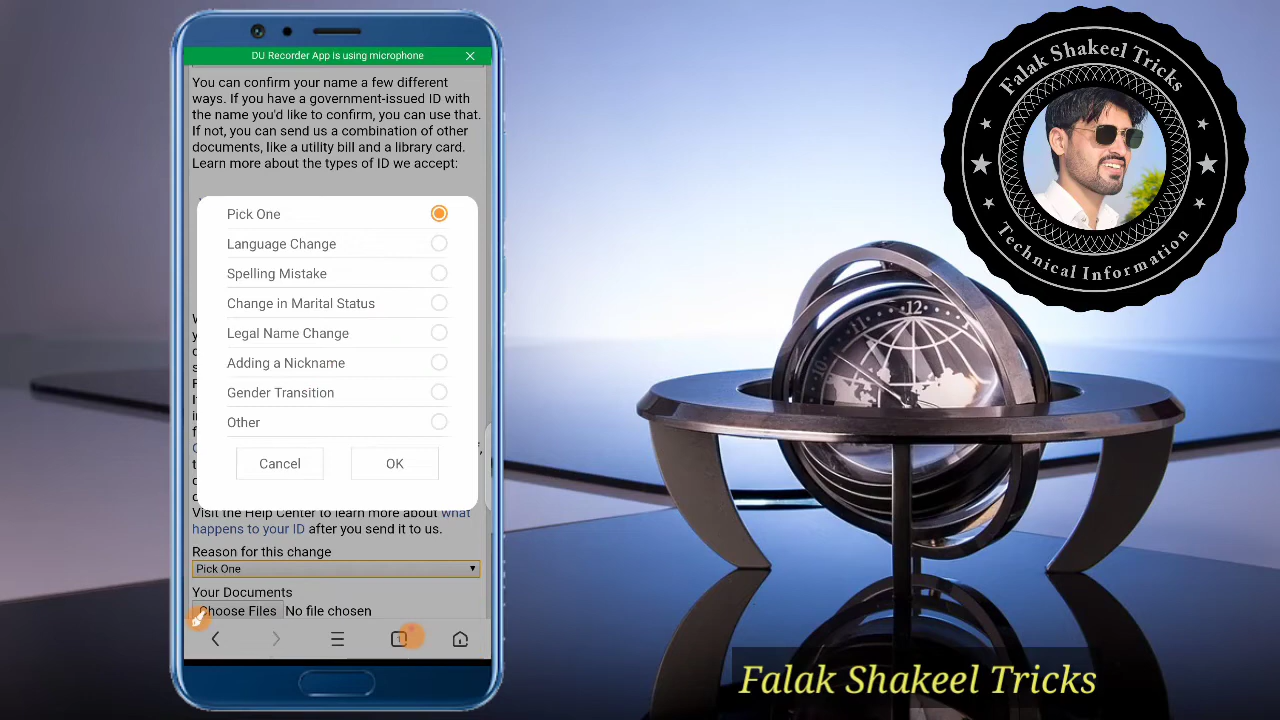 DU Recorder App is using microphone
You can confirm your name a few different
ways. If you have a government-issued ID with
the name you'd like to confirm, you can use that.
If not, you can send us a combination of other
documents, like a utility bill and a library card.
Learn more about the types of ID we accept:
Pick One
Language Change
Spelling Mistake
Change in Marital Status
Legal Name Change
Adding a Nickname
Gender Transition
Other
Cancel
OK
Visit the Help Center to learn more about what
happens to your ID after you send it to us.
Reason for this change
Pick One
Your Documents
Choose Files No file chosen
1
Falak Shakeel Tricks
Technical Information
12
11
10
Falak Shakeel Tricks